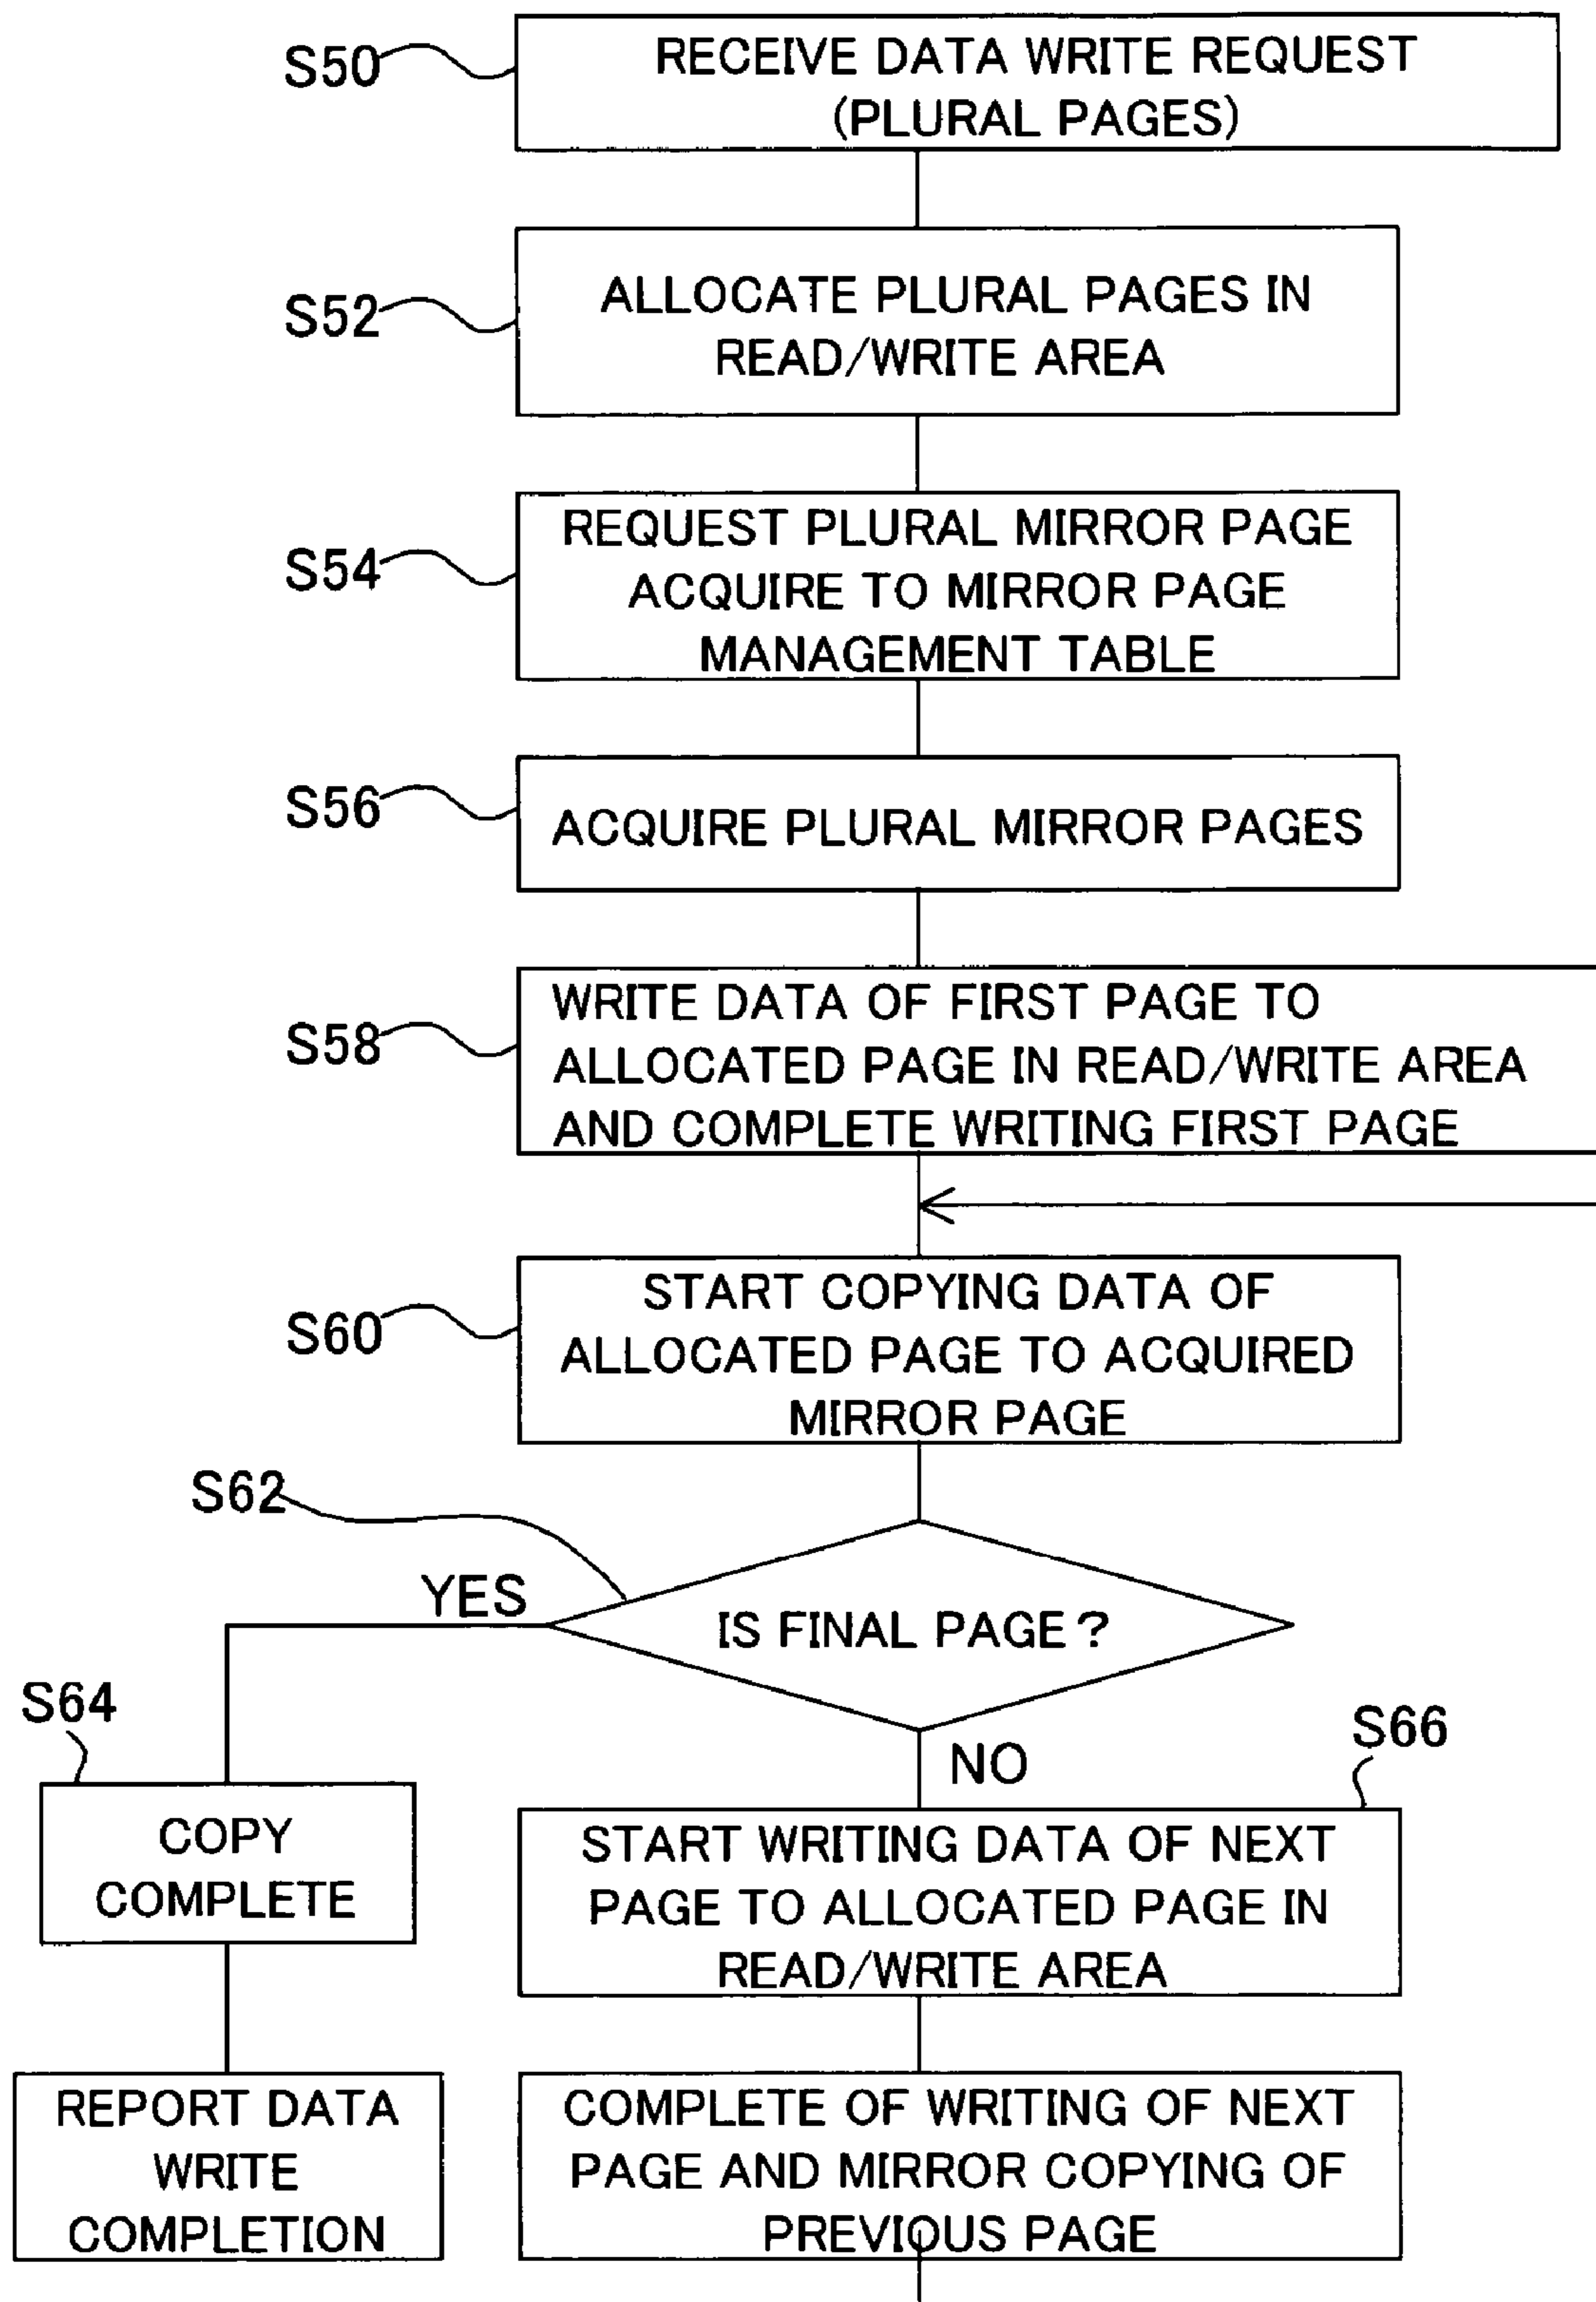 S50
RECEIVE DATA WRITE REQUEST
(PLURAL PAGES)
S52
ALLOCATE PLURAL PAGES IN
READ/WRITE AREA
S54
REQUEST PLURAL MIRROR PAGE
ACQUIRE TO MIRROR PAGE
MANAGEMENT TABLE
S56
ACQUIRE PLURAL MIRROR PAGES
S58
WRITE DATA OF FIRST PAGE TO
ALLOCATED PAGE IN READ/WRITE AREA
AND COMPLETE WRITING FIRST PAGE
S60
START COPYING DATA OF
ALLOCATED PAGE TO ACQUIRED
MIRROR PAGE
S62
YES
IS FINAL PAGE?
NO
S64
COPY
COMPLETE
S66
START WRITING DATA OF NEXT
PAGE TO ALLOCATED PAGE IN
READ/WRITE AREA
REPORT DATA
WRITE
COMPLETION
COMPLETE OF WRITING OF NEXT
PAGE AND MIRROR COPYING OF
PREVIOUS PAGE